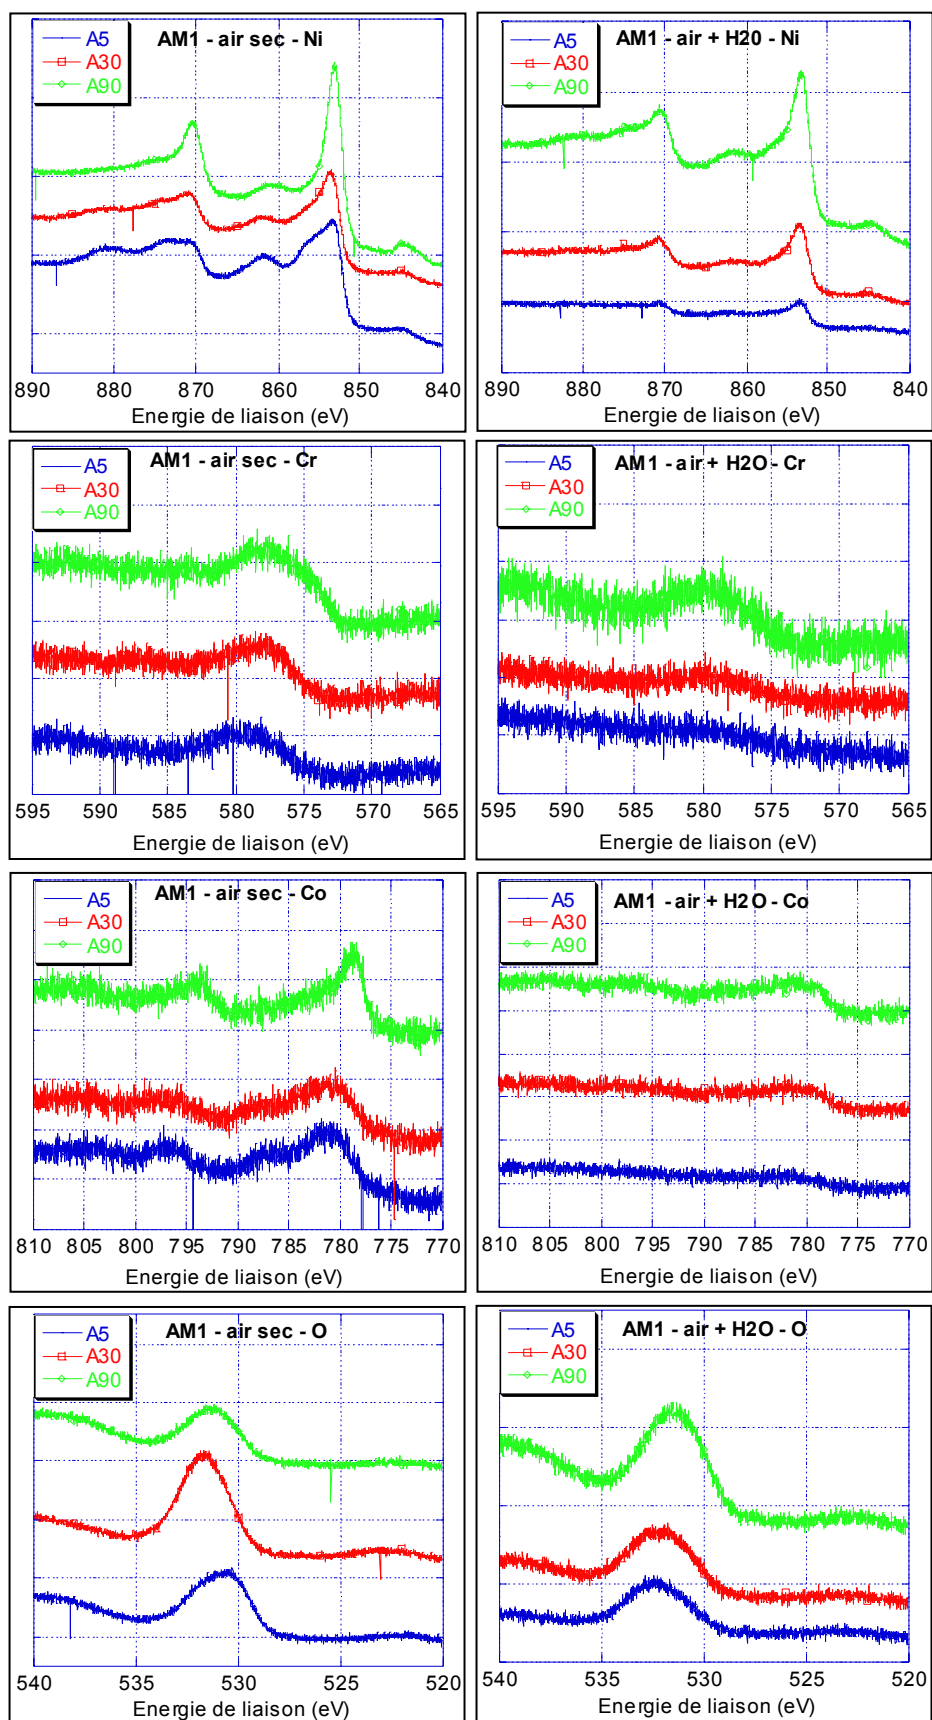 AM1 - air sec - Ni
A5
A30
A90
890 880 870 860 850 840
Energie de liaison (eV)
AM1 - air + H20 - Ni
A5
A30
A90
890 880 870 860 850 840
Energie de liaison (eV)
AM1 - air sec - Cr
A5
A30
A90
595 590 585 580 575 570 565
Energie de liaison (eV)
AM1 - air + H2O - Cr
A5
A30
A90
595 590 585 580 575 570 565
Energie de liaison (eV)
AM1 - air sec - Co
A5
A30
A90
810 805 800 795 790 785 780 775 770
Energie de liaison (eV)
AM1 - air + H2O - Co
A5
A30
A90
810 805 800 795 790 785 780 775 770
Energie de liaison (eV)
AM1 - air sec - O
A5
A30
A90
540 535 530 525 520
Energie de liaison (eV)
AM1 - air + H2O - O
A5
A30
A90
540 535 530 525 520
Energie de liaison (eV)